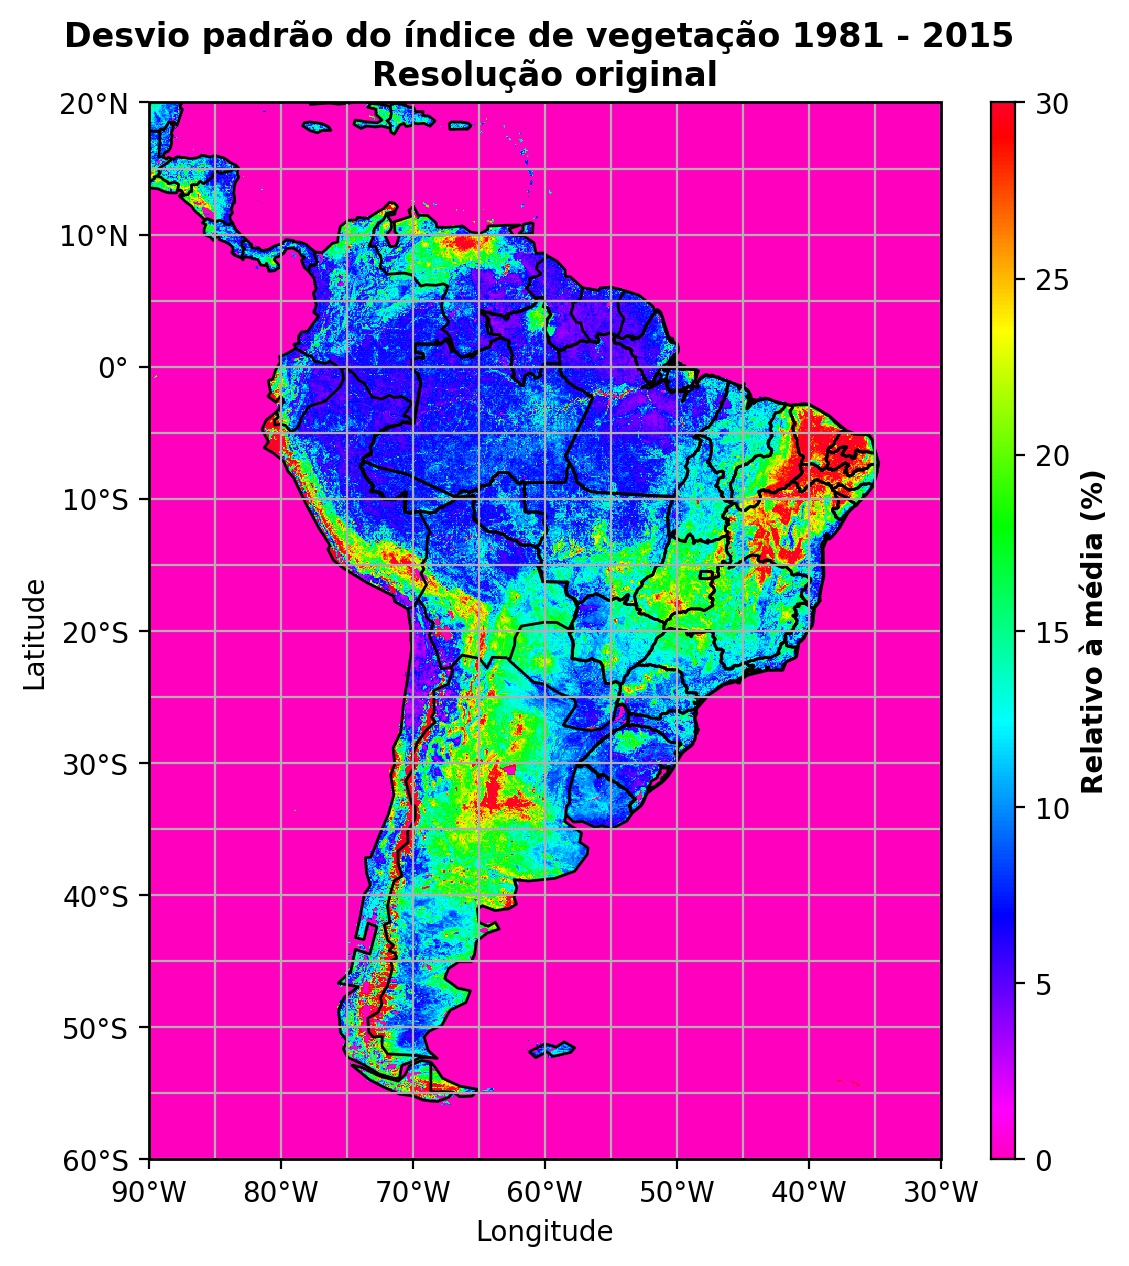 Desvio padrão do índice de vegetação 1981 - 2015
Resolução original
20°N
10°N
0°
10°S
20°S
30°S
40°S
50°S
60°S
Latitude
90°W 80°W 70°W 60°W 50°W 40°W 30°W
Longitude
30
25
20
15
10
5
0
Relativo à média (%)